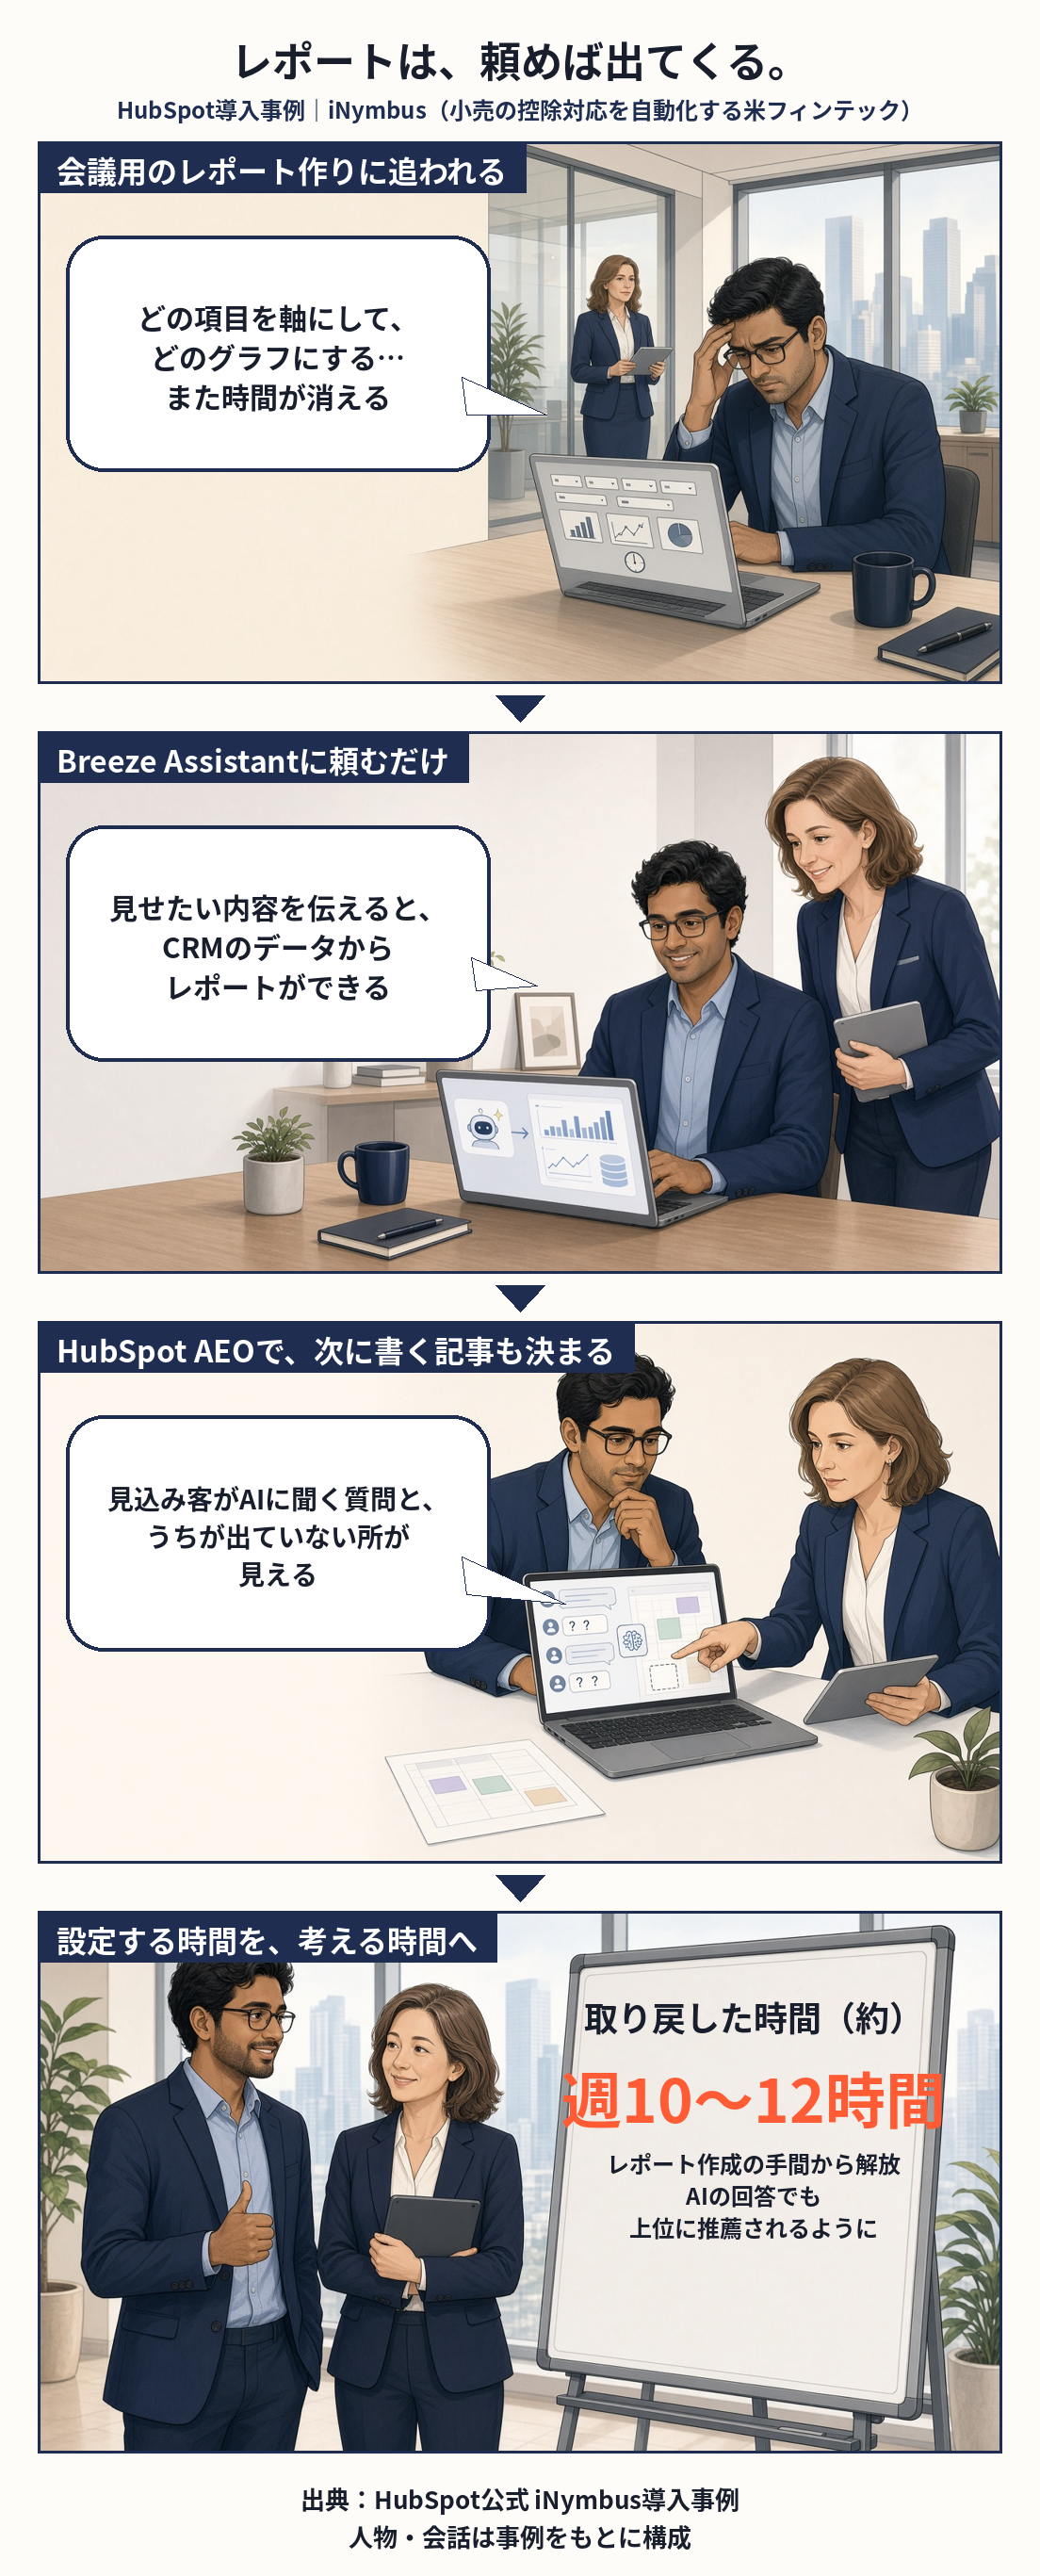 レポートは、頼めば出てくる。
HubSpot導入事例｜iNymbus（小売の控除対応を自動化する米フィンテック）
会議用のレポート作りに追われる
どの項目を軸にして、
どのグラフにする…
また時間が消える
Breeze Assistantに頼むだけ
見せたい内容を伝えると、
CRMのデータから
レポートができる
HubSpot AEOで、次に書く記事も決まる
見込み客がAIに聞く質問と、
うちが出ていない所が
見える
? ?
? ?
設定する時間を、考える時間へ
取り戻した時間（約）
週10〜12時間
レポート作成の手間から解放
AIの回答でも
上位に推薦されるように
出典：HubSpot公式 iNymbus導入事例
人物・会話は事例をもとに構成